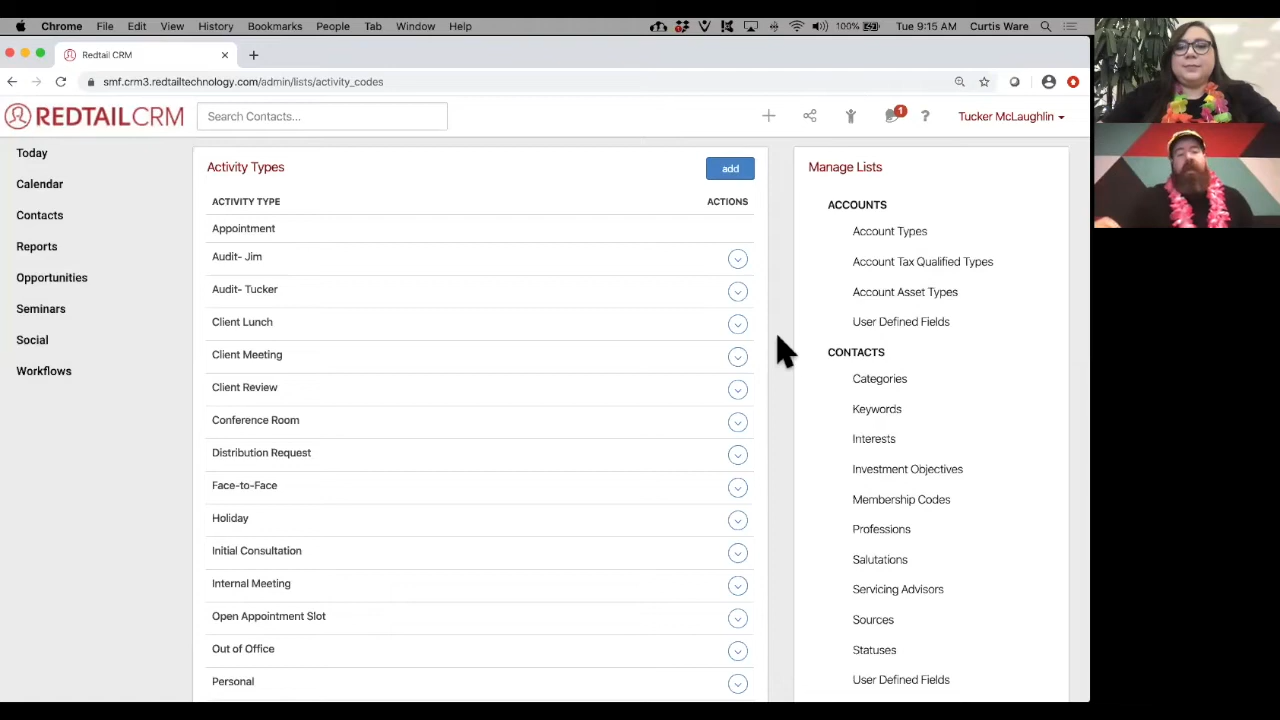 Chrome File Edit View History Bookmarks People Tab Window Help 100% Tue 9:15 AM Curtis Ware
Redtail CRM
smf.crm3.redtailtechnology.com/admin/lists/activity_codes
REDTAILCRM Search Contacts... 1 ? Tucker McLaughlin
Today
Calendar
Contacts
Reports
Opportunities
Seminars
Social
Workflows
Activity Types add
ACTIVITY TYPE ACTIONS
Appointment
Audit- Jim
Audit- Tucker
Client Lunch
Client Meeting
Client Review
Conference Room
Distribution Request
Face-to-Face
Holiday
Initial Consultation
Internal Meeting
Open Appointment Slot
Out of Office
Personal
Manage Lists
ACCOUNTS
Account Types
Account Tax Qualified Types
Account Asset Types
User Defined Fields
CONTACTS
Categories
Keywords
Interests
Investment Objectives
Membership Codes
Professions
Salutations
Servicing Advisors
Sources
Statuses
User Defined Fields